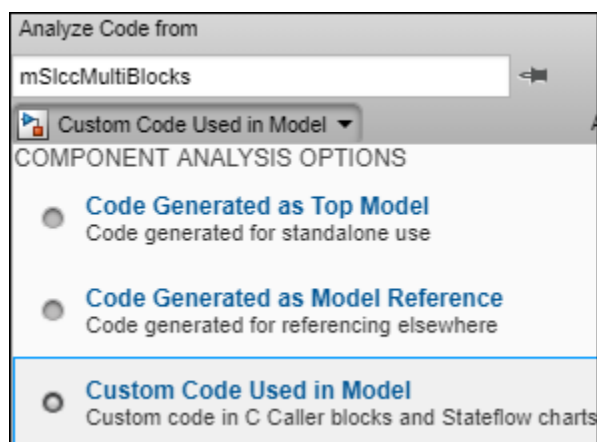 Analyze Code from
mSlccMultiBlocks
Custom Code Used in Model
COMPONENT ANALYSIS OPTIONS
Code Generated as Top Model
Code generated for standalone use
Code Generated as Model Reference
Code generated for referencing elsewhere
Custom Code Used in Model
Custom code in C Caller blocks and Stateflow charts